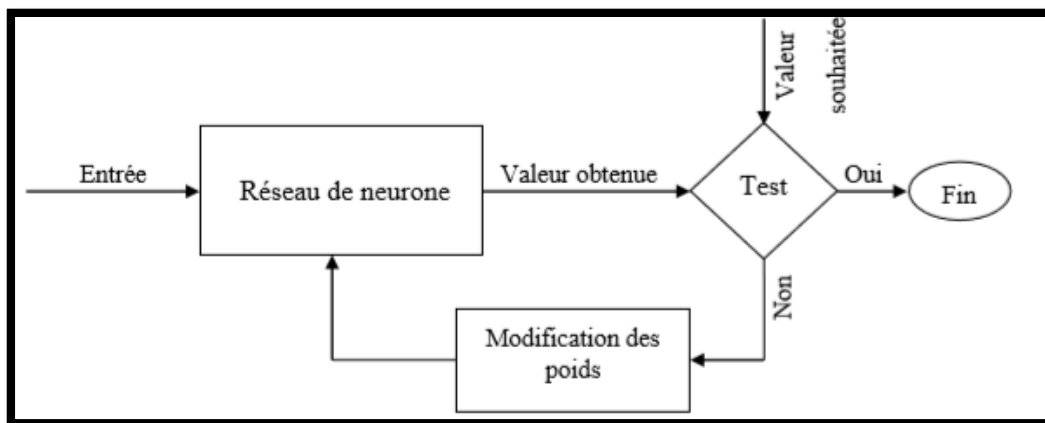 Valeur
souhaitée
Entrée
Réseau de neurone
Valeur obtenue
Test
Oui
Fin
Non
Modification des
poids